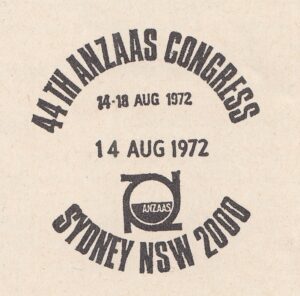 44TH ANZAAS CONGRESS
14-18 AUG 1972
14 AUG 1972
ANZAAS
SYDNEY NSW 2000